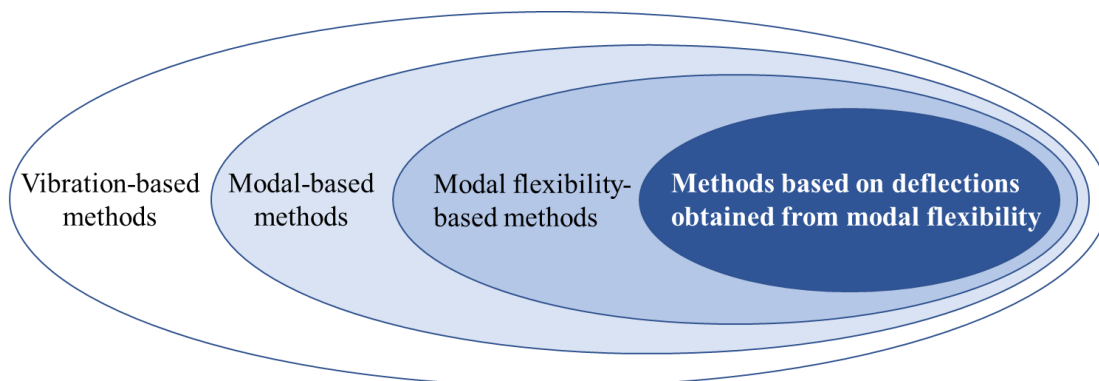 Vibration-based
methods
Modal-based
methods
Modal flexibility-
based methods
Methods based on deflections
obtained from modal flexibility